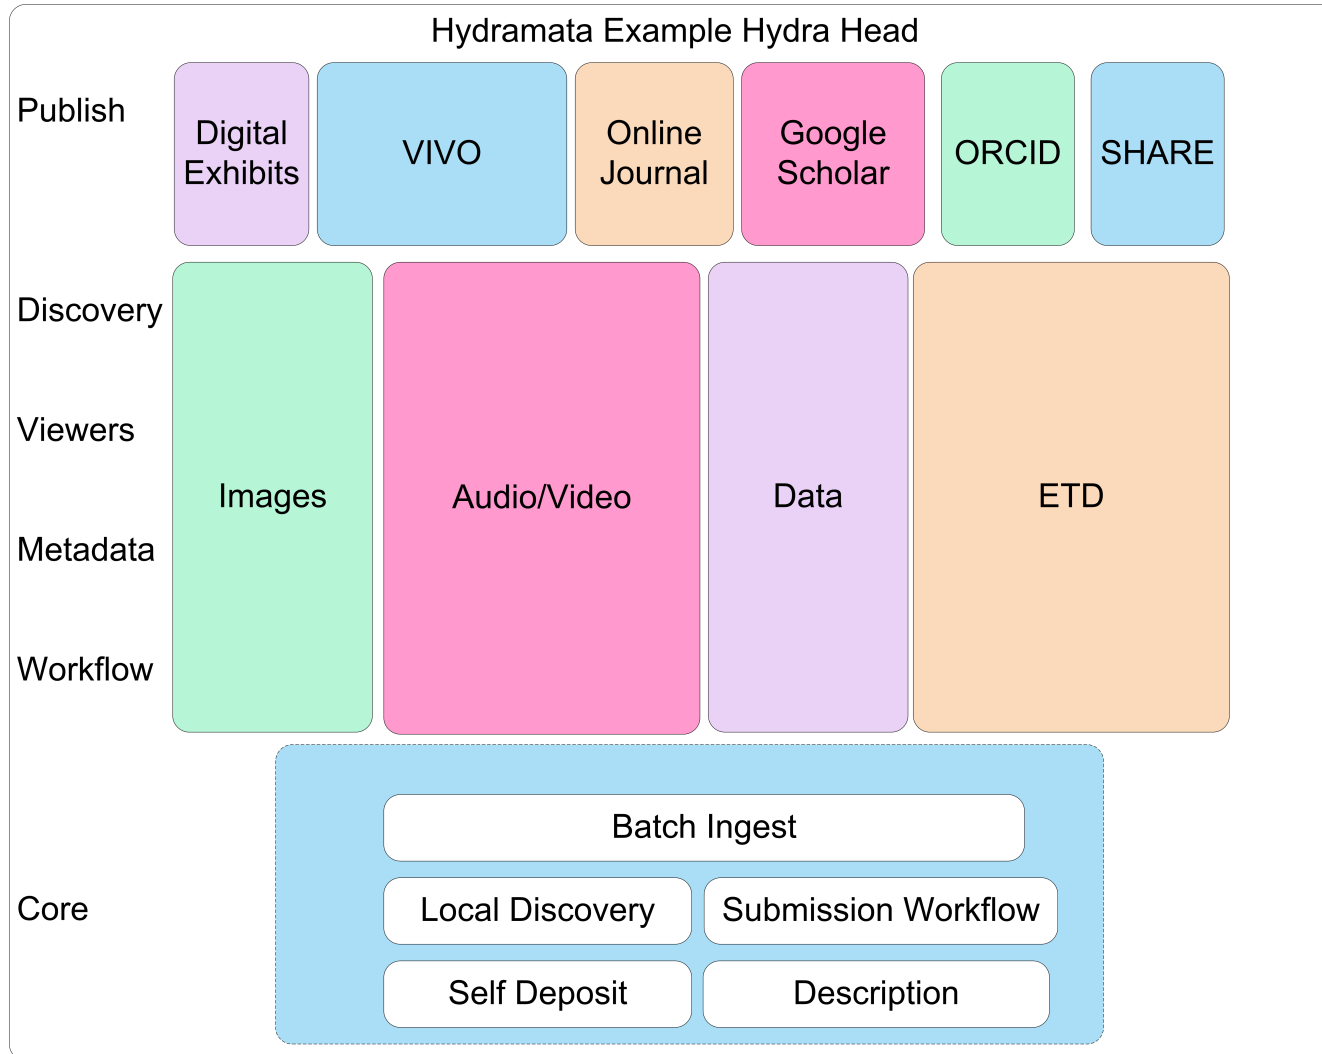 Hydramata Example Hydra Head
Publish
Digital
Exhibits
VIVO
Online
Journal
Google
Scholar
ORCID
SHARE
Discovery
Viewers
Metadata
Workflow
Images
Audio/Video
Data
ETD
Core
Batch Ingest
Local Discovery
Submission Workflow
Self Deposit
Description